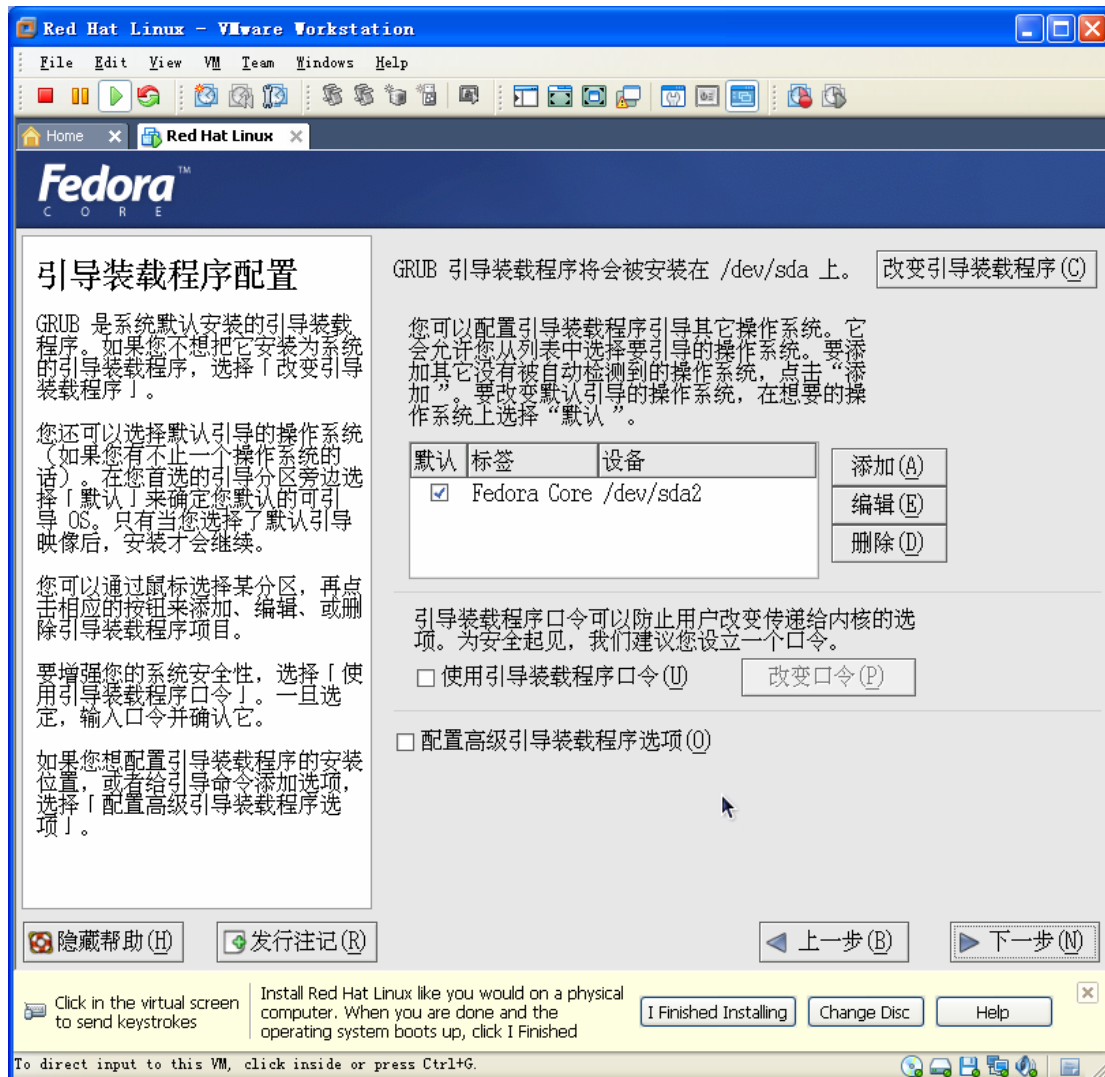 Red Hat Linux - VMware Workstation
File Edit View VM Team Windows Help
Home Red Hat Linux
Fedora™
CORE
引导装载程序配置
GRUB 是系统默认安装的引导装载
程序。如果您不想把它安装为系统
的引导装载程序，选择「改变引导
装载程序」。
您还可以选择默认引导的操作系统
（如果您有不止一个操作系统的
话）。在您首选的引导分区旁边选
择「默认」来确定您默认的可引
导 OS。只有当您选择了默认引导
映像后，安装才会继续。
您可以通过鼠标选择某分区，再点
击相应的按钮来添加、编辑、或删
除引导装载程序项目。
要增强您的系统安全性，选择「使
用引导装载程序口令」。一旦选
定，输入口令并确认它。
如果您想配置引导装载程序的安装
位置，或者给引导命令添加选项，
选择「配置高级引导装载程序选
项」。
GRUB 引导装载程序将会被安装在 /dev/sda 上。 改变引导装载程序(C)
您可以配置引导装载程序引导其它操作系统。它
会允许您从列表中选择要引导的操作系统。要添
加其它没有被自动检测到的操作系统，点击“添
加”。要改变默认引导的操作系统，在想要的操
作系统上选择“默认”。
默认 标签 设备
Fedora Core /dev/sda2
添加(A)
编辑(E)
删除(D)
引导装载程序口令可以防止用户改变传递给内核的选
项。为安全起见，我们建议您设立一个口令。
使用引导装载程序口令(U) 改变口令(P)
配置高级引导装载程序选项(O)
隐藏帮助(H) 发行注记(R) 上一步(B) 下一步(N)
Click in the virtual screen
to send keystrokes
Install Red Hat Linux like you would on a physical
computer. When you are done and the
operating system boots up, click I Finished
I Finished Installing Change Disc Help
To direct input to this VM, click inside or press Ctrl+G.